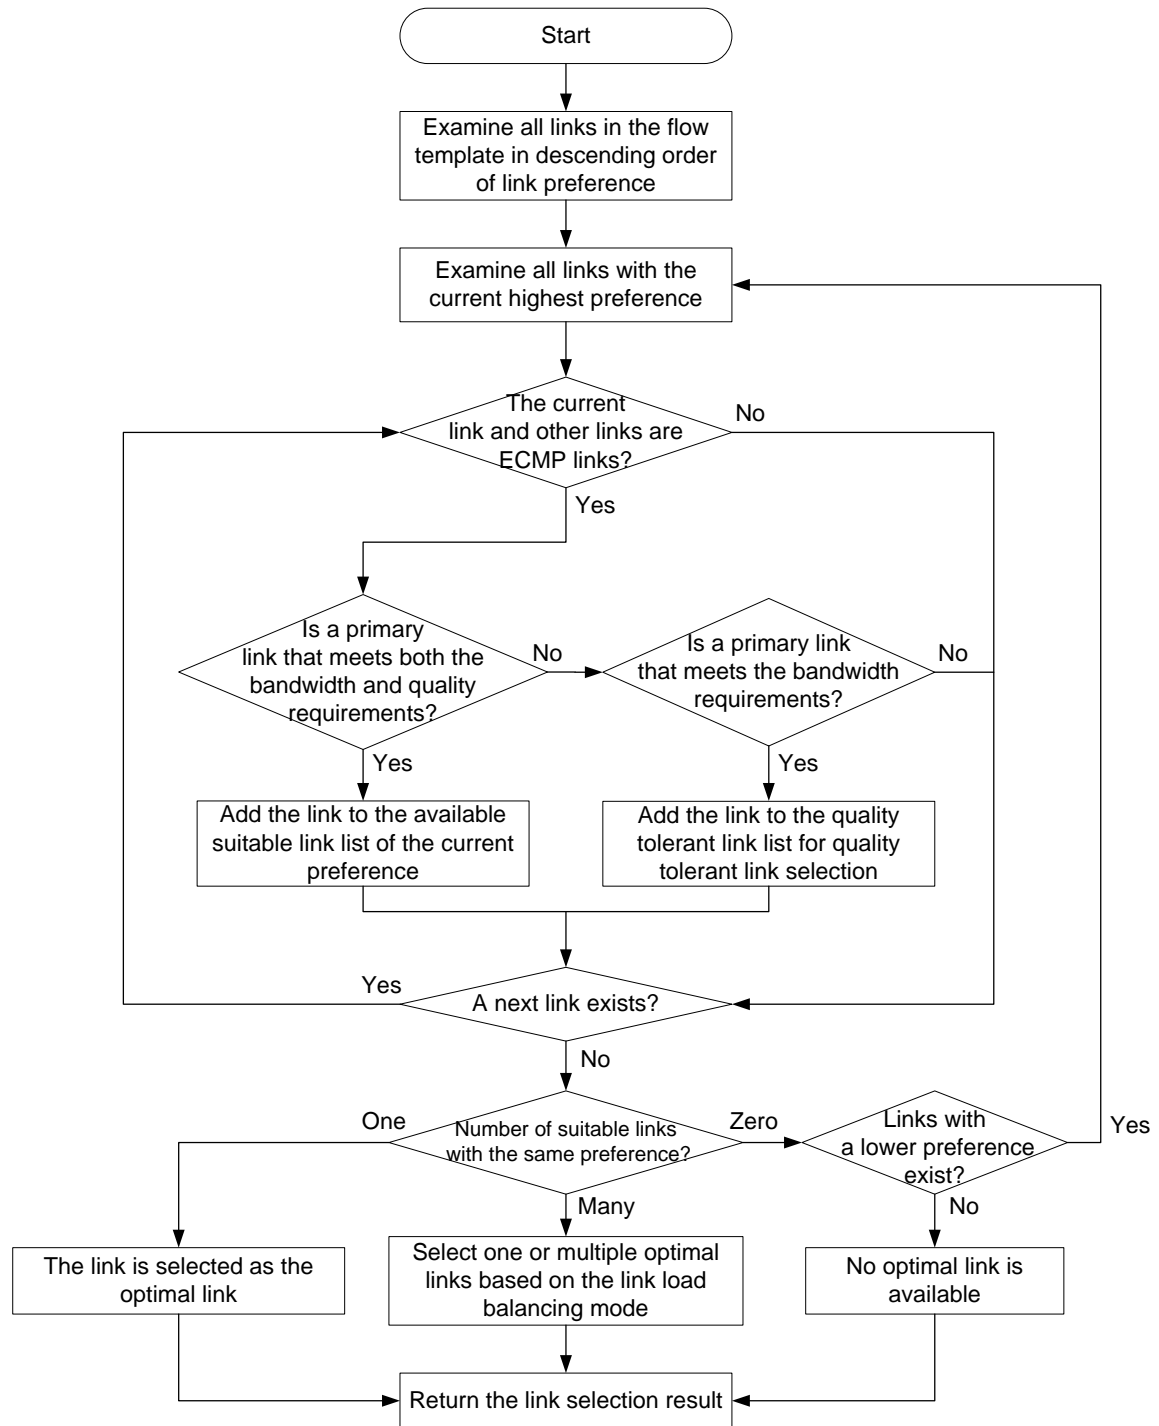 Start
Examine all links in the flow
template in descending order
of link preference
Examine all links with the
current highest preference
The current
link and other links are
ECMP links?
No
Yes
Is a primary
link that meets both the
bandwidth and quality
requirements?
No
Is a primary link
that meets the bandwidth
requirements?
No
Yes
Yes
Add the link to the available
suitable link list of the current
preference
Add the link to the quality
tolerant link list for quality
tolerant link selection
Yes
A next link exists?
No
One
Number of suitable links
with the same preference?
Zero
Links with
a lower preference
exist?
Yes
Many
No
The link is selected as the
optimal link
Select one or multiple optimal
links based on the link load
balancing mode
No optimal link is
available
Return the link selection result